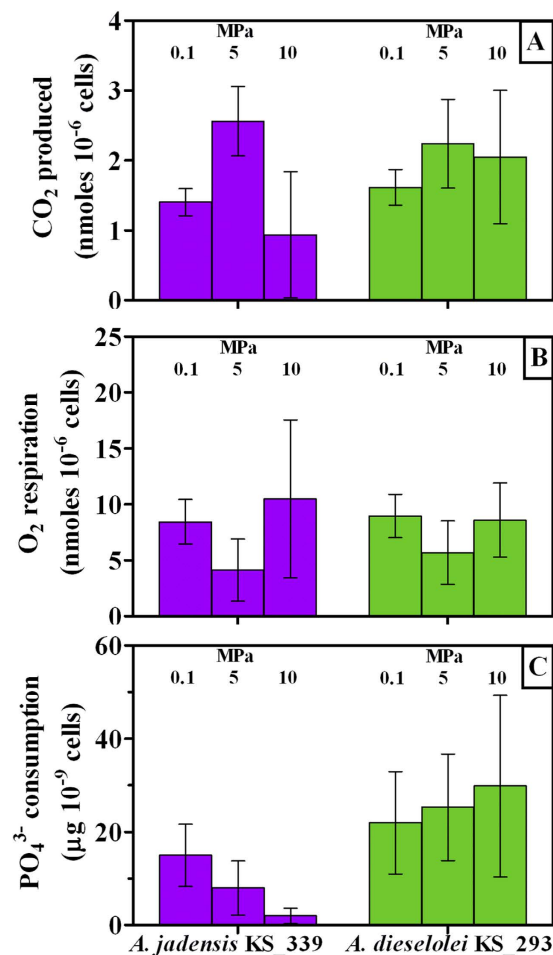 MPa MPa A
0.1 5 10 0.1 5 10
4
3
2
1
0
CO2 produced
(nmoles 10-6 cells)
MPa MPa B
0.1 5 10 0.1 5 10
25
20
15
10
5
0
O2 respiration
(nmoles 10-6 cells)
MPa MPa C
0.1 5 10 0.1 5 10
60
40
20
0
PO43- consumption
(µg 10-9 cells)
A. jadensis KS_339 A. dieselolei KS_293